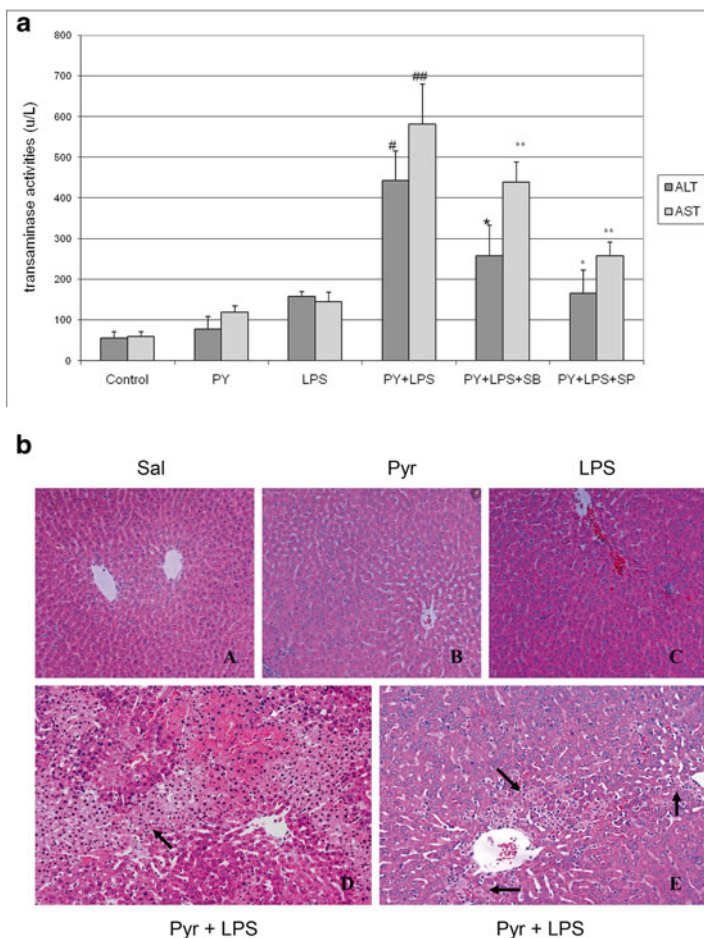 a
transaminase activities (u/L)
800
700
600
500
400
300
200
100
0
#
##
*
**
*
**
Control PY LPS PY+LPS PY+LPS+SB PY+LPS+SP
ALT
AST
b
Sal Pyr LPS
A B C
D E
Pyr + LPS Pyr + LPS